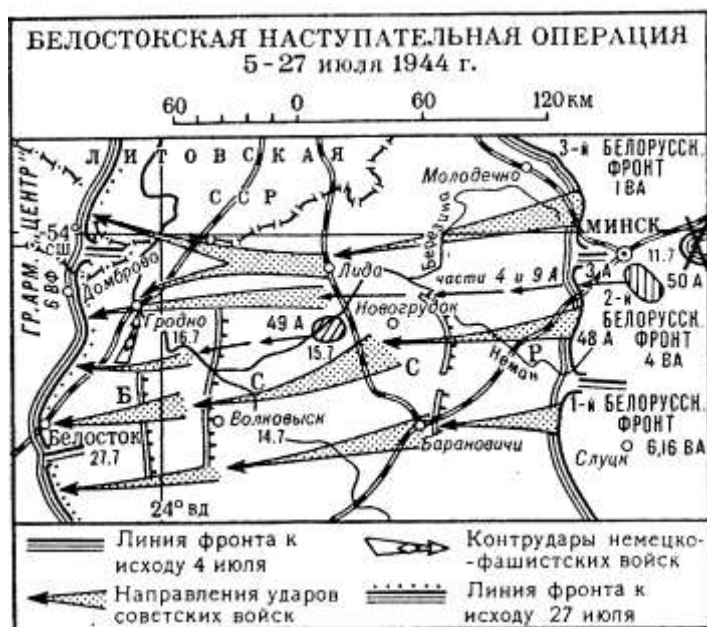 БЕЛОСТОКСКАЯ НАСТУПАТЕЛЬНАЯ ОПЕРАЦИЯ
5-27 июля 1944 г.
60 0 60 120 км
ЛИТОВСКАЯ
ССР
3-й БЕЛОРУССК.
ФРОНТ
1 ВА
Молодечно
ГР. АРМ. „ЦЕНТР"
6 ВФ
54
сш
МИНСК
11.7
Березина
Домброво
Лида
части 4 и 9 А
3 А
50 А
2-й
БЕЛОРУССК.
ФРОНТ
4 ВА
Гродно
16.7
49 А
15.7
Новогрудок
48 А
Неман
Б С С Р
1-й БЕЛОРУССК.
ФРОНТ
6,16 ВА
Белосток
27.7
Волковыск
14.7
Барановичи
Слуцк
24° вд
Линия фронта к
исходу 4 июля
Контрудары немецко-
-фашистских войск
Направления ударов
советских войск
Линия фронта к
исходу 27 июля